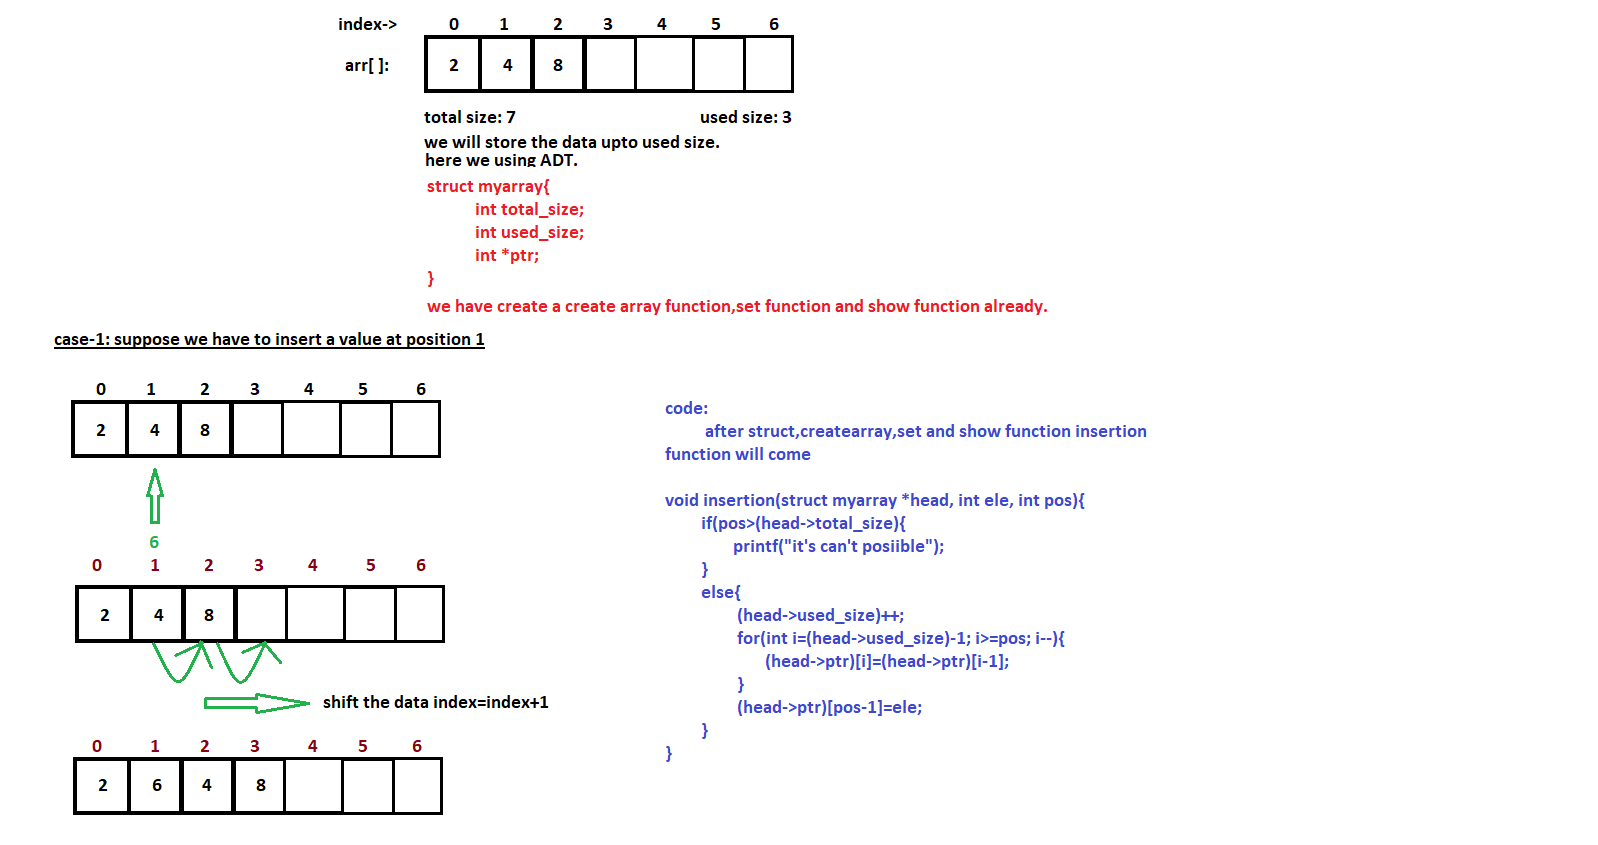 index-> 0 1 2 3 4 5 6
arr[ ]: 2 4 8
total size: 7 used size: 3
we will store the data upto used size.
here we using ADT.
struct myarray{
int total_size;
int used_size;
int *ptr;
}
we have create a create array function,set function and show function already.
case-1: suppose we have to insert a value at position 1
0 1 2 3 4 5 6
2 4 8
6
0 1 2 3 4 5 6
2 4 8
shift the data index=index+1
0 1 2 3 4 5 6
2 6 4 8
code:
after struct,createarray,set and show function insertion
function will come
void insertion(struct myarray *head, int ele, int pos){
if(pos>(head->total_size){
printf("it's can't posiible");
}
else{
(head->used_size)++;
for(int i=(head->used_size)-1; i>=pos; i--){
(head->ptr)[i]=(head->ptr)[i-1];
}
(head->ptr)[pos-1]=ele;
}
}